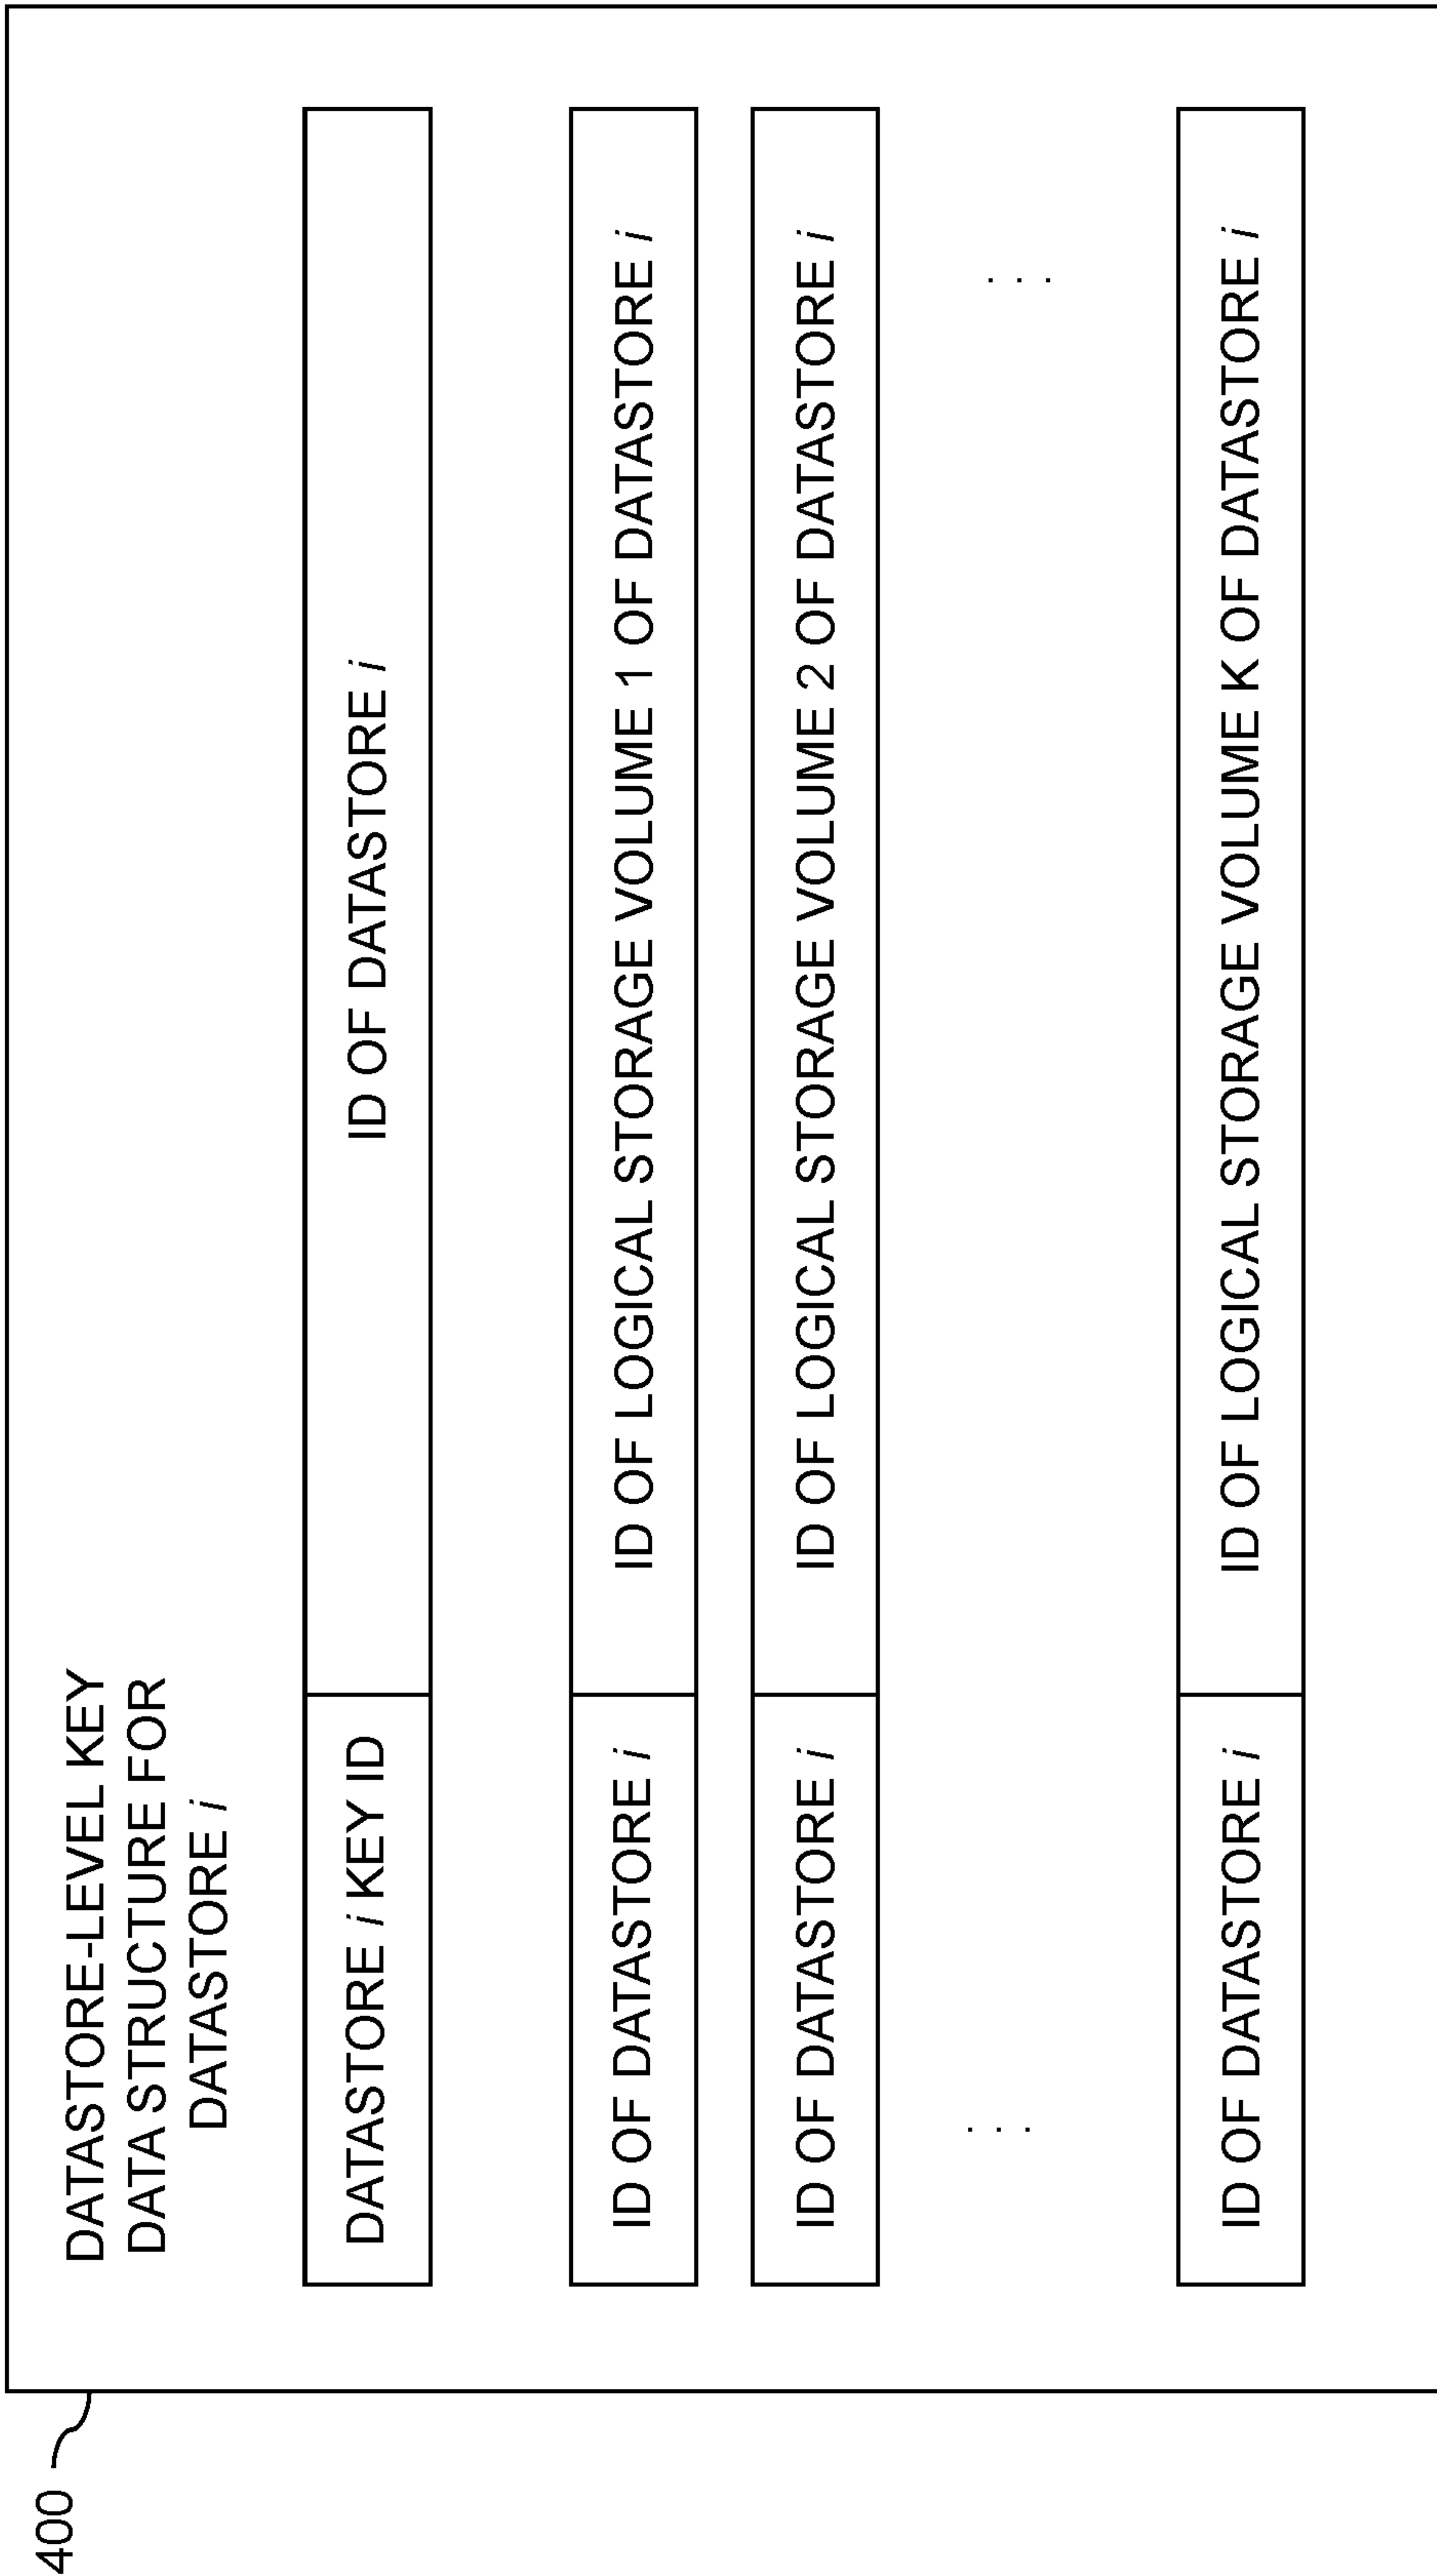 400
DATASTORE-LEVEL KEY
DATA STRUCTURE FOR
DATASTORE i
DATASTORE i KEY ID
ID OF DATASTORE i
ID OF DATASTORE i
ID OF LOGICAL STORAGE VOLUME 1 OF DATASTORE i
ID OF DATASTORE i
ID OF LOGICAL STORAGE VOLUME 2 OF DATASTORE i
. . .
. . .
ID OF DATASTORE i
ID OF LOGICAL STORAGE VOLUME K OF DATASTORE i